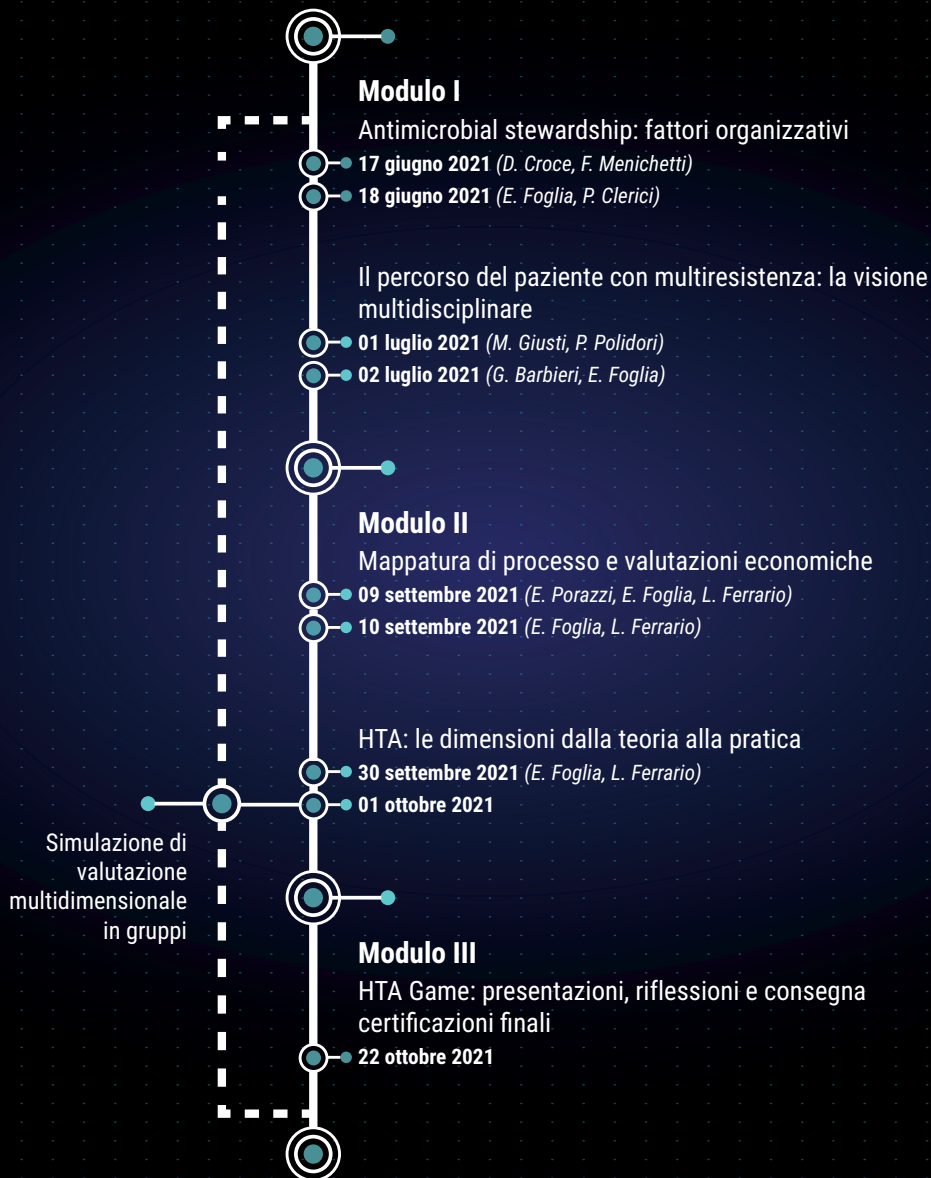 Modulo I
Antimicrobial stewardship: fattori organizzativi
17 giugno 2021 (D. Croce, F. Menichetti)
18 giugno 2021 (E. Foglia, P. Clerici)
Il percorso del paziente con multiresistenza: la visione
multidisciplinare
01 luglio 2021 (M. Giusti, P. Polidori)
02 luglio 2021 (G. Barbieri, E. Foglia)
Modulo II
Mappatura di processo e valutazioni economiche
09 settembre 2021 (E. Porazzi, E. Foglia, L. Ferrario)
10 settembre 2021 (E. Foglia, L. Ferrario)
HTA: le dimensioni dalla teoria alla pratica
30 settembre 2021 (E. Foglia, L. Ferrario)
01 ottobre 2021
Simulazione di
valutazione
multidimensionale
in gruppi
Modulo III
HTA Game: presentazioni, riflessioni e consegna
certificazioni finali
22 ottobre 2021